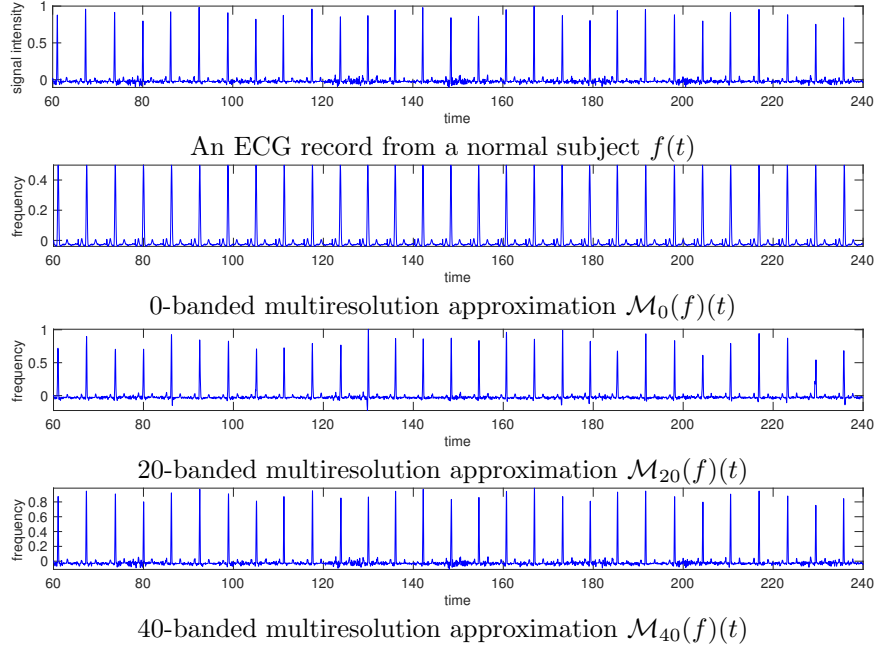 signal intensity
1
0.5
0
60 80 100 120 140 160 180 200 220 240
time
An ECG record from a normal subject f(t)
frequency
0.4
0.2
0
60 80 100 120 140 160 180 200 220 240
time
0-banded multiresolution approximation ℳ₀(f)(t)
frequency
1
0.5
0
60 80 100 120 140 160 180 200 220 240
time
20-banded multiresolution approximation ℳ₂₀(f)(t)
frequency
0.8
0.6
0.4
0.2
0
60 80 100 120 140 160 180 200 220 240
time
40-banded multiresolution approximation ℳ₄₀(f)(t)